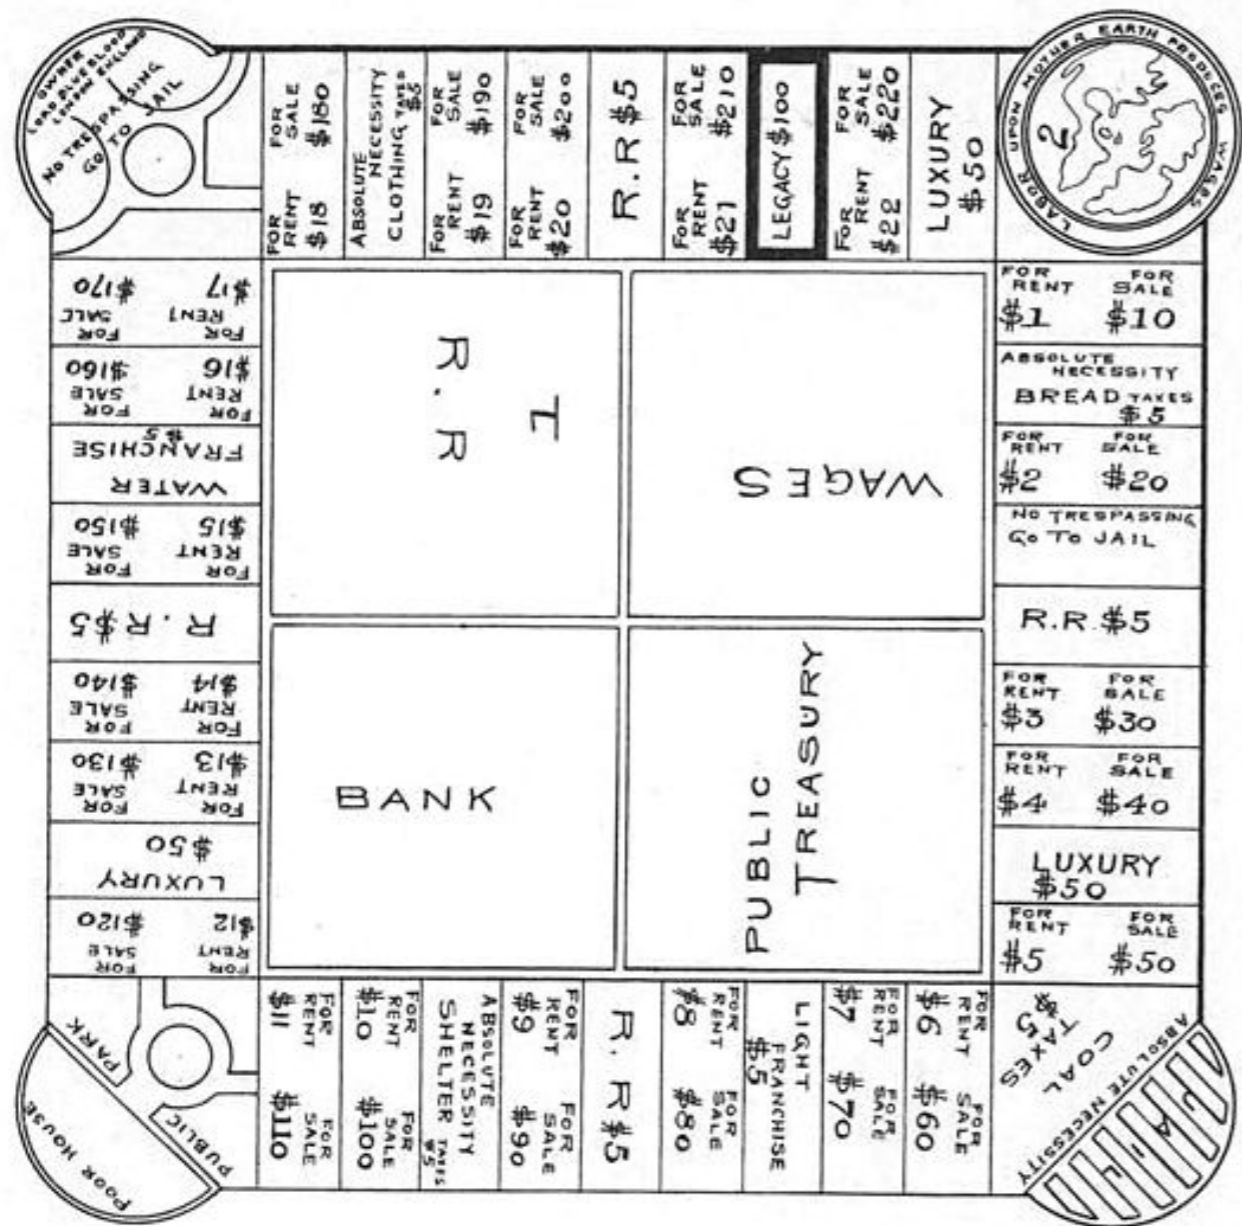 OWNER
LORD BLUEBLOOD
LONDON ENGLAND
NO TRESPASSING
GO TO JAIL
FOR SALE $180
FOR RENT $18
ABSOLUTE NECESSITY
CLOTHING TAXES $5
FOR SALE $190
FOR RENT $19
FOR SALE $200
FOR RENT $20
R.R $5
FOR SALE $210
FOR RENT $21
LEGACY $100
FOR SALE $220
FOR RENT $22
LUXURY
$50
LABOR UPON MOTHER EARTH PRODUCES WAGES
FOR RENT $1
FOR SALE $10
ABSOLUTE
NECESSITY
BREAD TAXES
$5
FOR RENT $2
FOR SALE $20
NO TRESPASSING
GO TO JAIL
R.R. $5
FOR RENT $3
FOR SALE $30
FOR RENT $4
FOR SALE $40
LUXURY
$50
FOR RENT $5
FOR SALE $50
ABSOLUTE NECESSITY
COAL
TAXES
$5
JAIL
FOR RENT $6
FOR SALE $60
FOR RENT $7
FOR SALE $70
LIGHT
FRANCHISE
$5
FOR RENT $8
FOR SALE $80
R.R $5
FOR RENT $9
FOR SALE $90
ABSOLUTE
NECESSITY
SHELTER TAXES $5
FOR RENT $10
FOR SALE $100
FOR RENT $11
FOR SALE $110
PUBLIC
PARK
POOR HOUSE
FOR RENT $12
FOR SALE $120
LUXURY
$50
FOR RENT $13
FOR SALE $130
FOR RENT $14
FOR SALE $140
R.R $5
FOR RENT $15
FOR SALE $150
WATER
FRANCHISE
$5
FOR RENT $16
FOR SALE $160
FOR RENT $17
FOR SALE $170
R.R
1
WAGES
BANK
PUBLIC
TREASURY